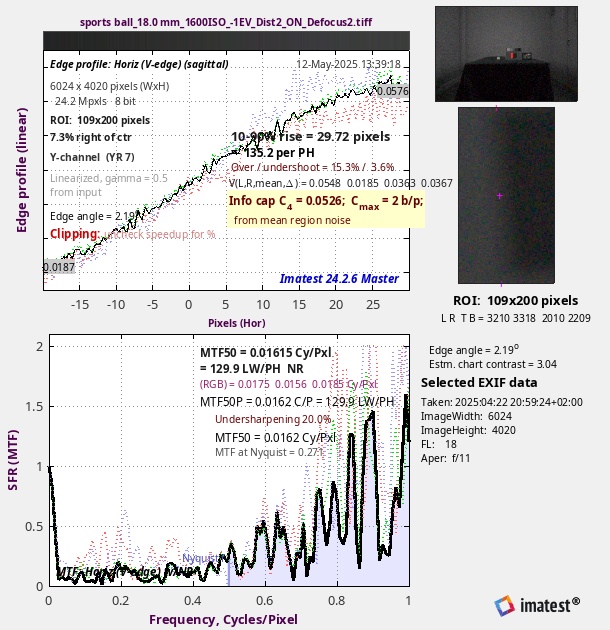 sports ball_18.0 mm_1600ISO_-1EV_Dist2_ON_Defocus2.tiff
Edge profile: Horiz (V-edge) (sagittal)
12-May-2025 13:39:18
6024 x 4020 pixels (WxH)
24.2 Mpxls 8 bit
0.0576
ROI: 109x200 pixels
7.3% right of ctr
10-90% rise = 29.72 pixels
= 135.2 per PH
Y-channel (YR 7)
Over / undershoot = 15.3% / 3.6%
Linearized, gamma = 0.5
from input
V(L,R,mean,Δ) = 0.0548 0.0185 0.0363 0.0367
Info cap C4 = 0.0526; Cmax = 2 b/p;
from mean region noise
Edge angle = 2.19°
Clipping: uncheck speedup for %
0.0187
Imatest 24.2.6 Master
Edge profile (linear)
-15 -10 -5 0 5 10 15 20 25
Pixels (Hor)
ROI: 109x200 pixels
L R T B = 3210 3318 2010 2209
Edge angle = 2.19o
Estm. chart contrast = 3.04
Selected EXIF data
Taken: 2025:04:22 20:59:24+02:00
ImageWidth: 6024
ImageHeight: 4020
FL: 18
Aper: f/11
MTF50 = 0.01615 Cy/Pxl
= 129.9 LW/PH NR
(RGB) = 0.0175 0.0156 0.0185 Cy/Pxl
MTF50P = 0.0162 C/P = 129.9 LW/PH
Undersharpening 20.0%
MTF50 = 0.0162 Cy/Pxl
MTF at Nyquist = 0.271
Nyquist
MTF: Horiz (V-edge)
SFR (MTF)
2
1.5
1
0.5
0
0 0.2 0.4 0.6 0.8 1
Frequency, Cycles/Pixel
imatest®